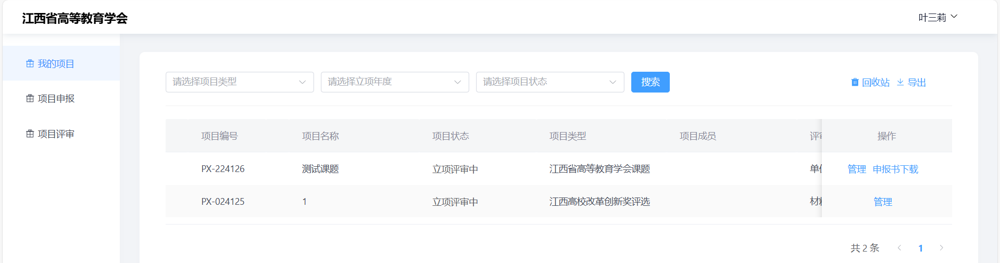 江西省高等教育学会
叶三莉
我的项目
项目申报
项目评审
请选择项目类型 请选择立项年度 请选择项目状态 搜索 回收站 导出
项目编号 项目名称 项目状态 项目类型 项目成员 评审 操作
PX-224126 测试课题 立项评审中 江西省高等教育学会课题 单 管理 申报书下载
PX-024125 1 立项评审中 江西高校改革创新奖评选 材 管理
共 2 条 1